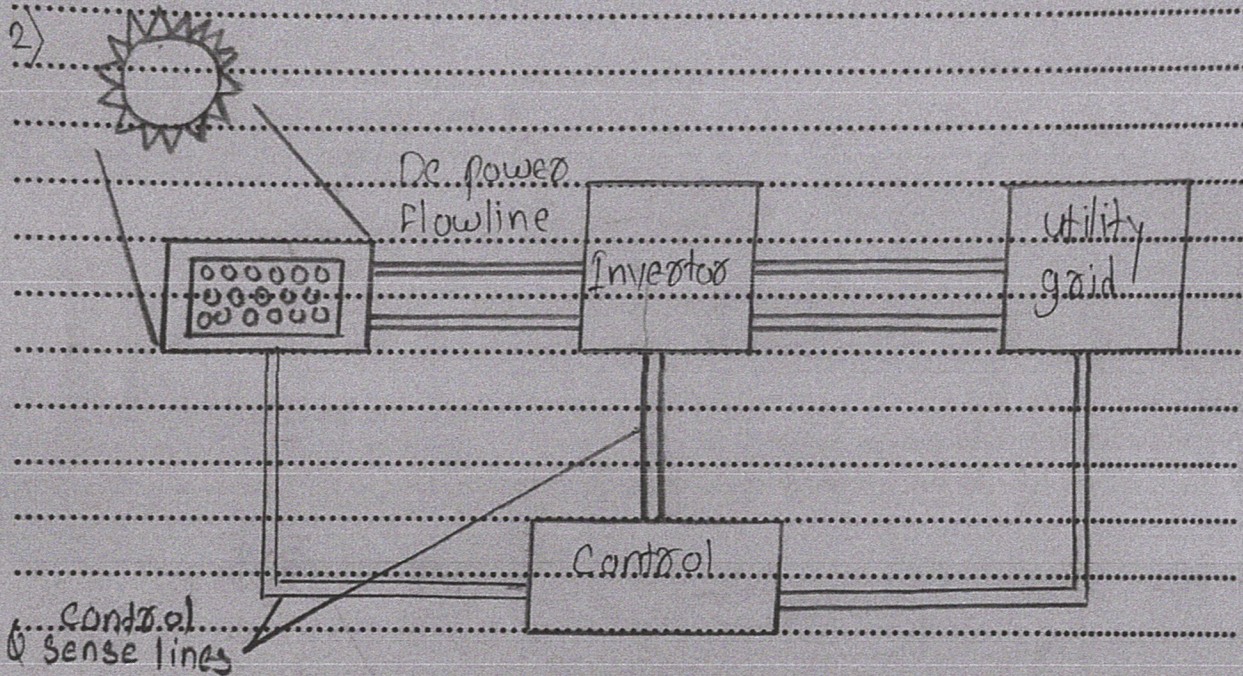 2)
Dc power
flowline
Invertor
utility
grid
Control
control
& sense lines